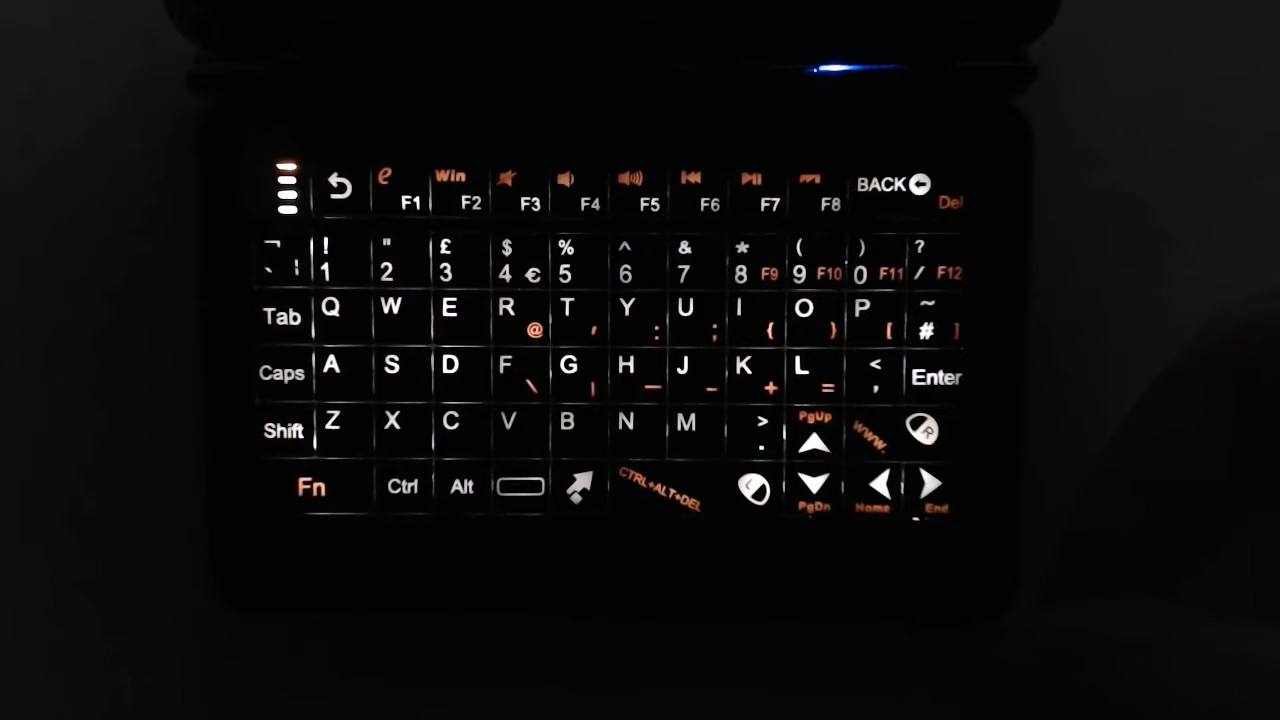 e Win
F1 F2 F3 F4 F5 F6 F7 F8 BACK Del
¬ ! " £ $ % ^ & * ( ) ?
` ¦ 1 2 3 4 € 5 6 7 8 F9 9 F10 0 F11 / F12
Tab Q W E R T Y U I O P ~
@ ' : ; { } [ # ]
Caps A S D F G H J K L < Enter
\ | — - + = ,
Shift Z X C V B N M > PgUp www. R
.
Fn Ctrl Alt CTRL+ALT+DEL L PgDn Home End